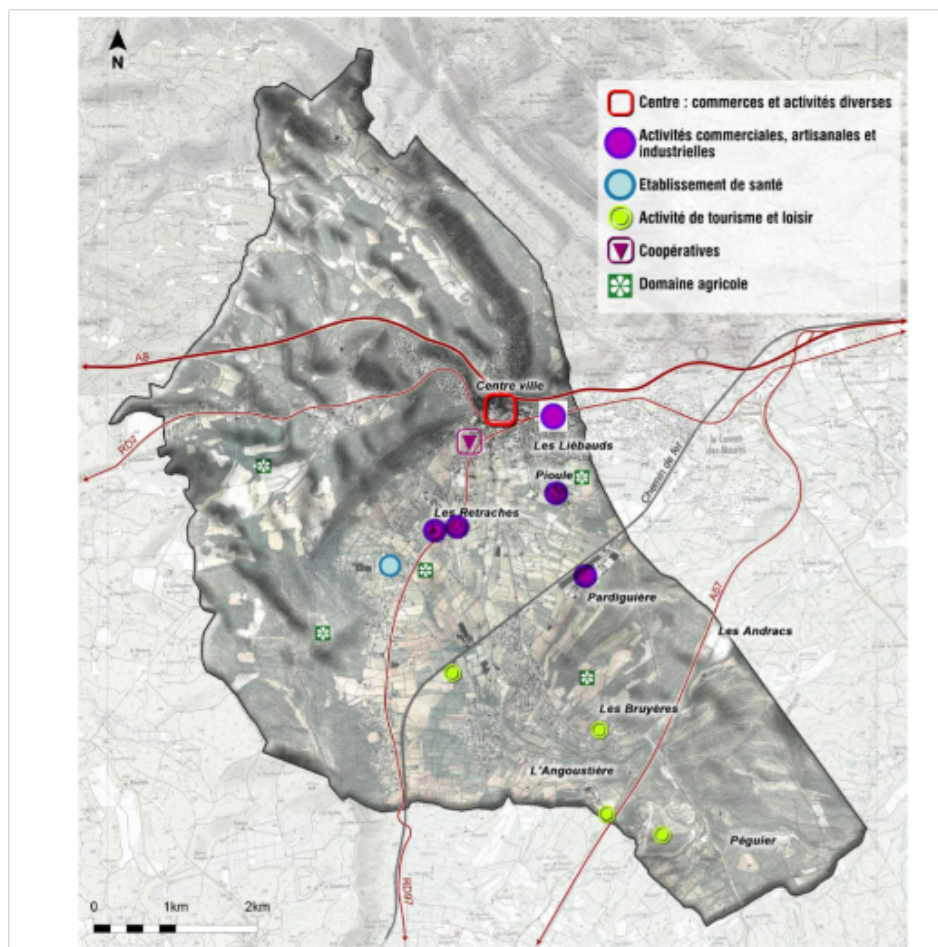 N
Centre : commerces et activités diverses
Activités commerciales, artisanales et
industrielles
Etablissement de santé
Activité de tourisme et loisir
Coopératives
Domaine agricole
A8
Centre ville
RD7
Les Liébauds
Chemin de fer
Pioule
Les Retraches
Pardiguière
A57
Les Andracs
Les Bruyères
L'Angoustière
Péguier
RD97
0 1km 2km